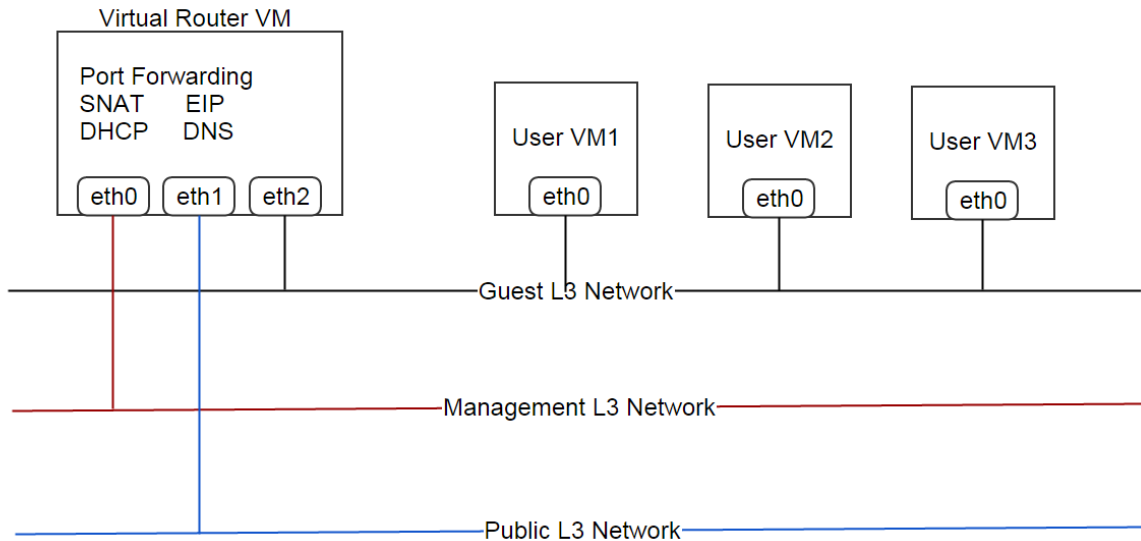 Virtual Router VM
Port Forwarding
SNAT EIP
DHCP DNS
eth0 eth1 eth2
User VM1
eth0
User VM2
eth0
User VM3
eth0
Guest L3 Network
Management L3 Network
Public L3 Network